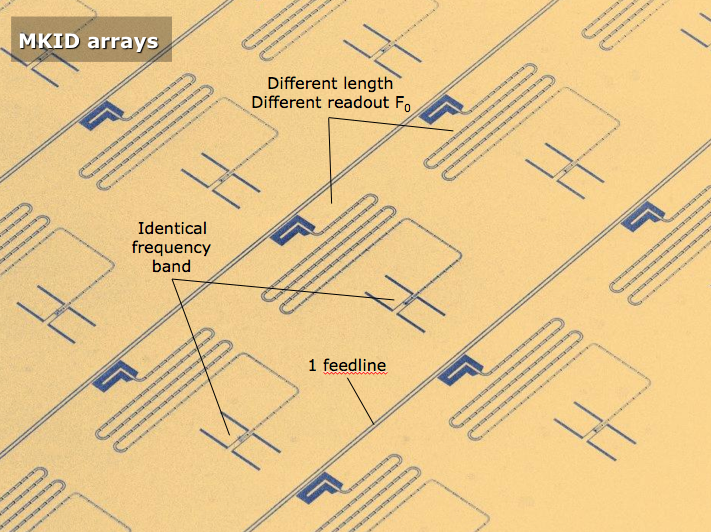 MKID arrays
Different length
Different readout F₀
Identical
frequency
band
1 feedline